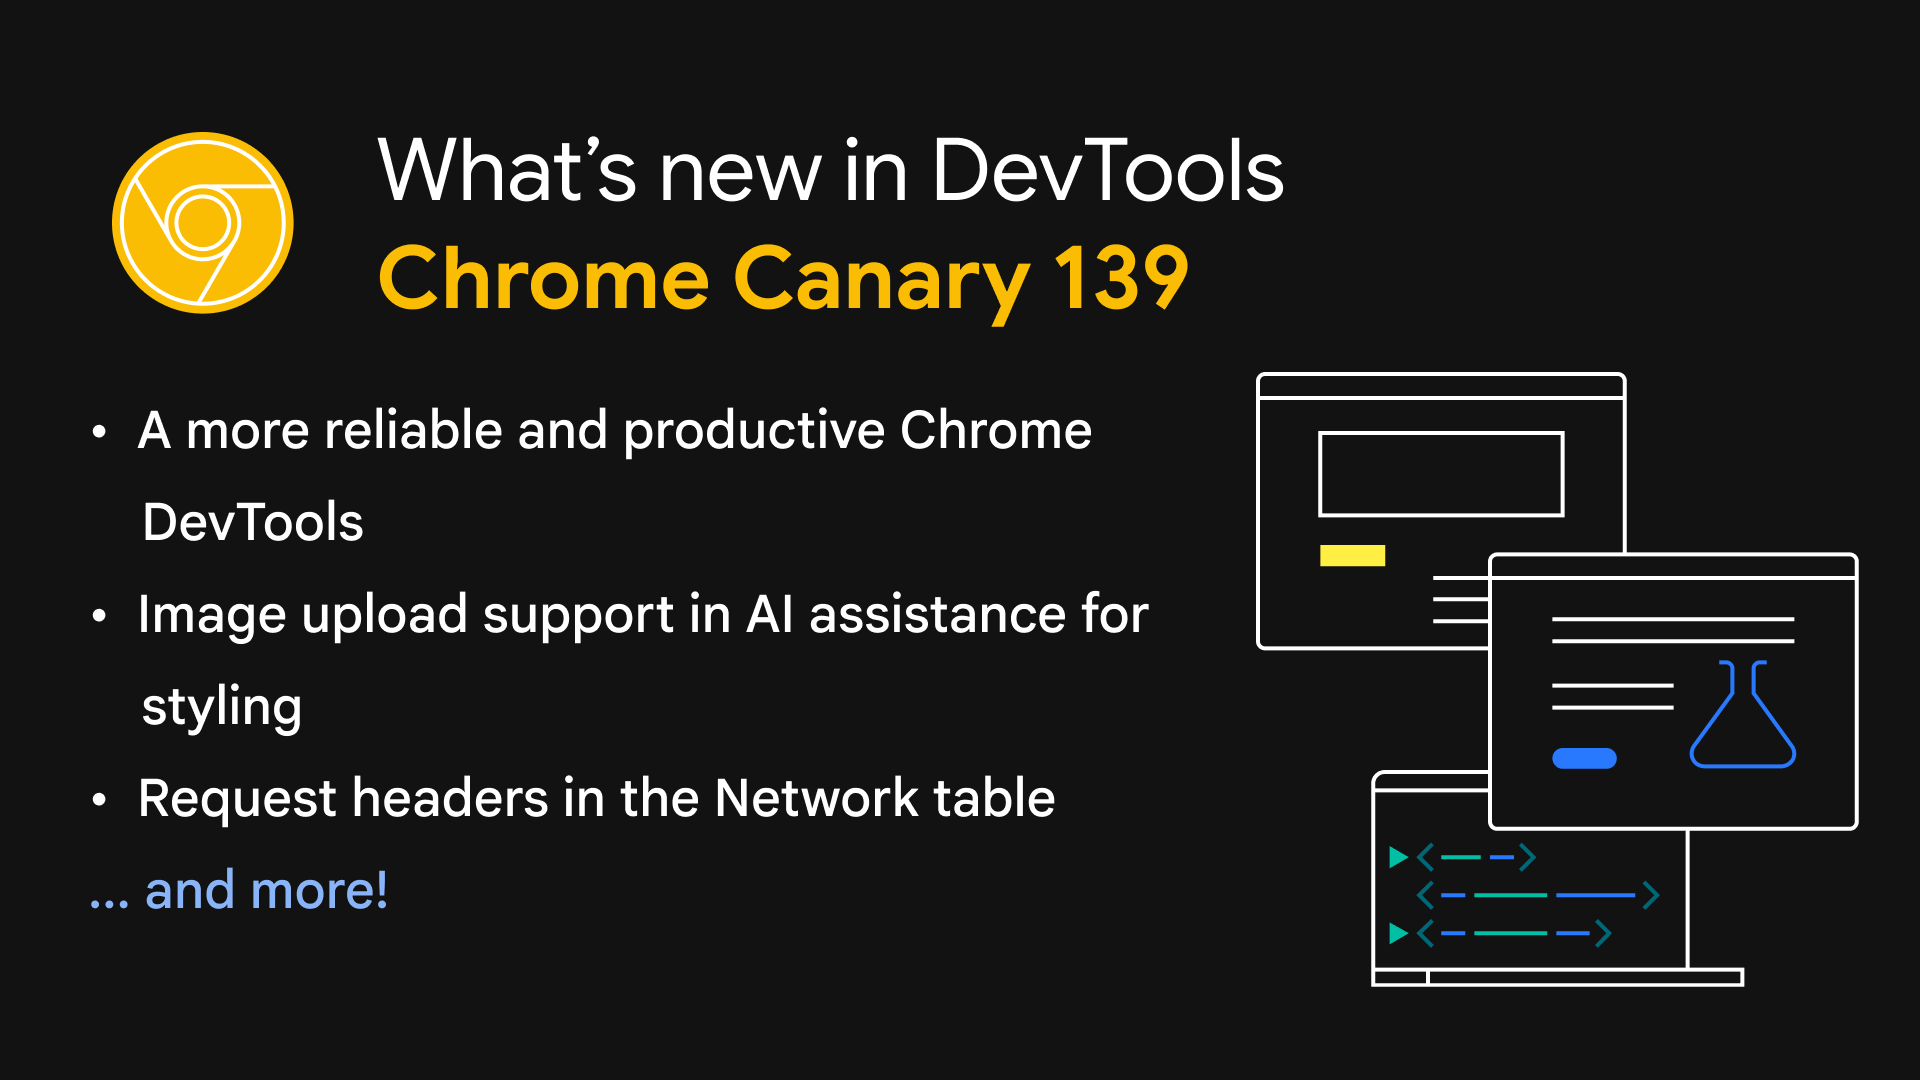 What’s new in DevTools
Chrome Canary 139
• A more reliable and productive Chrome
DevTools
• Image upload support in AI assistance for
styling
• Request headers in the Network table
... and more!